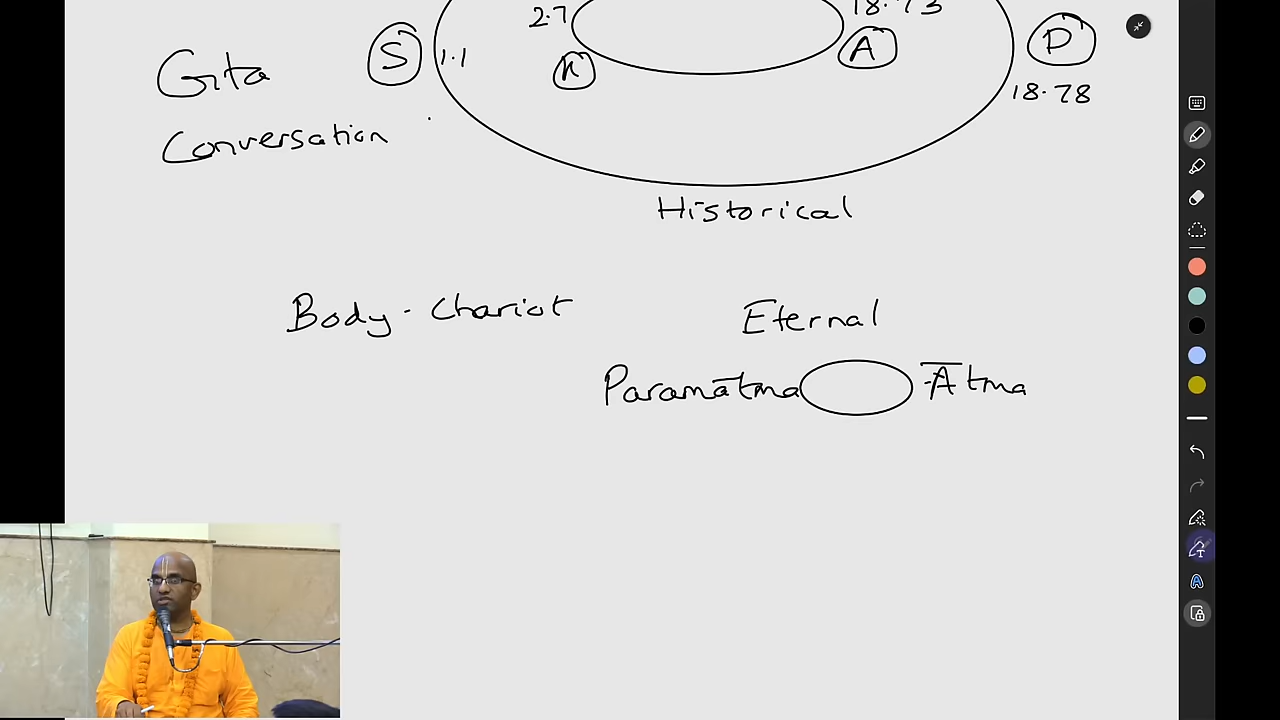 2.7 18.73
Gita S 1.1 K A D
18.78
Conversation
Historical
Body - Chariot Eternal
Paramātma Ātma